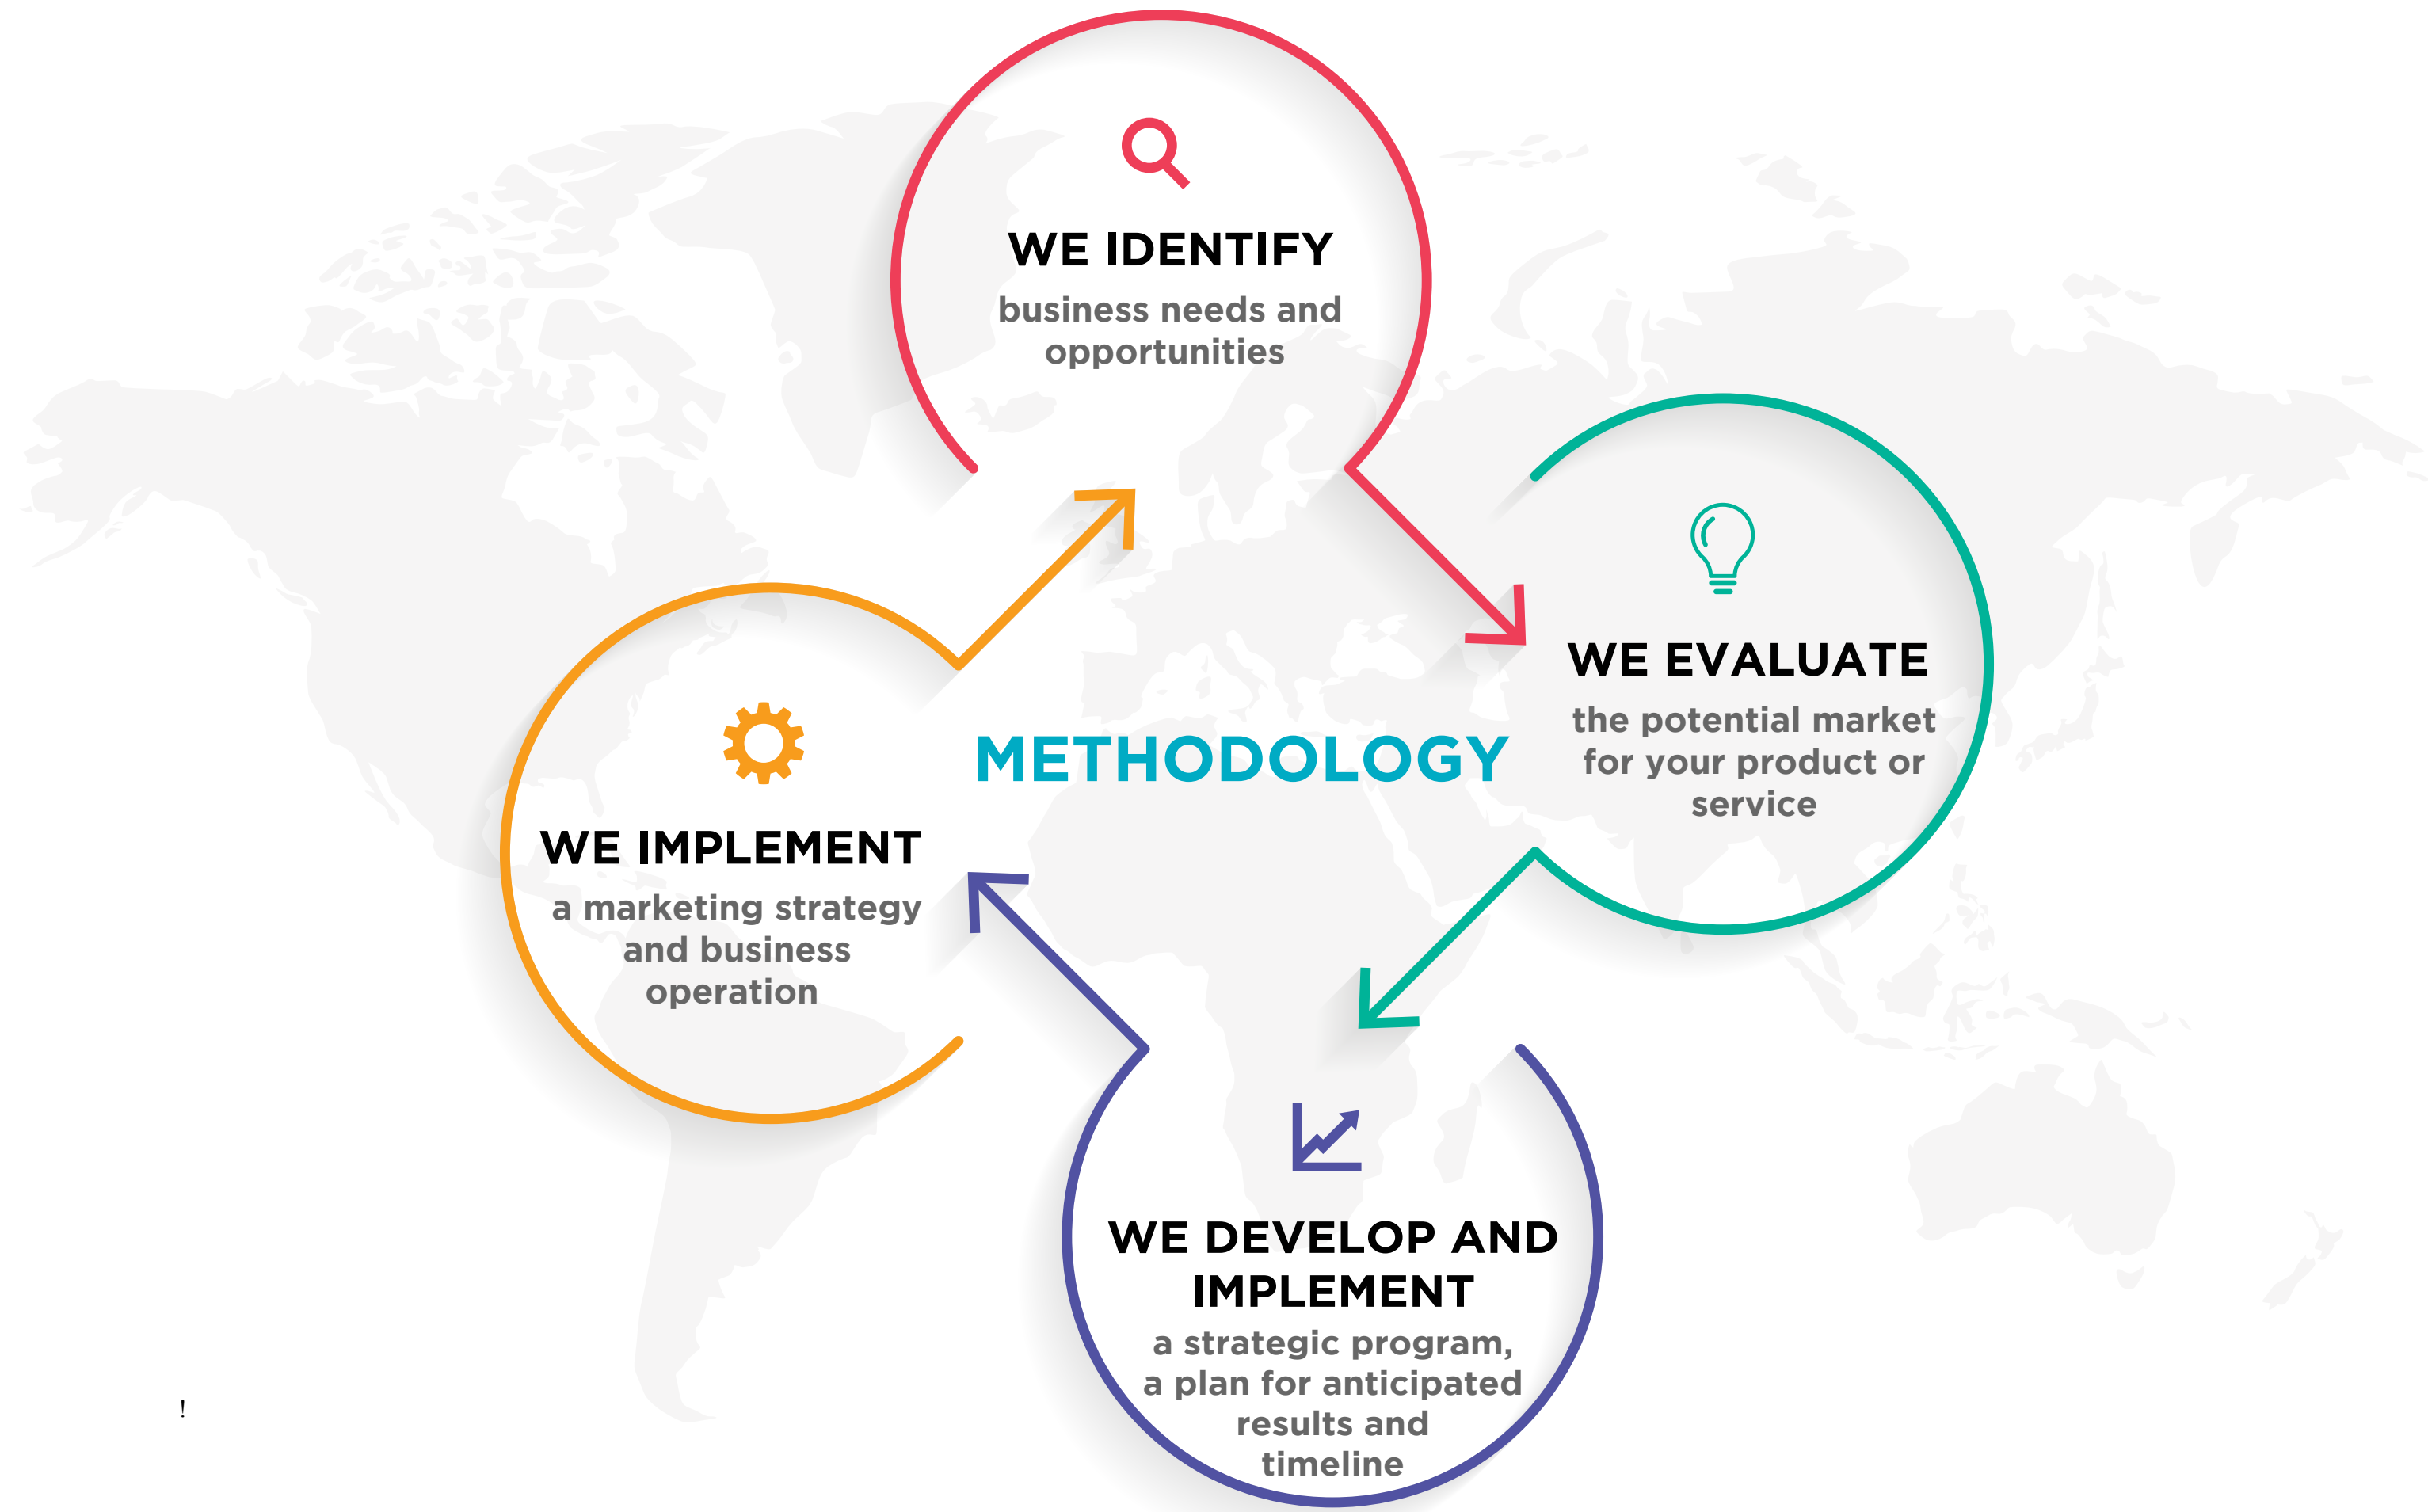 WE IDENTIFY
business needs and
opportunities
WE EVALUATE
the potential market
for your product or
service
METHODOLOGY
WE IMPLEMENT
a marketing strategy
and business
operation
WE DEVELOP AND
IMPLEMENT
a strategic program,
a plan for anticipated
results and
timeline
!